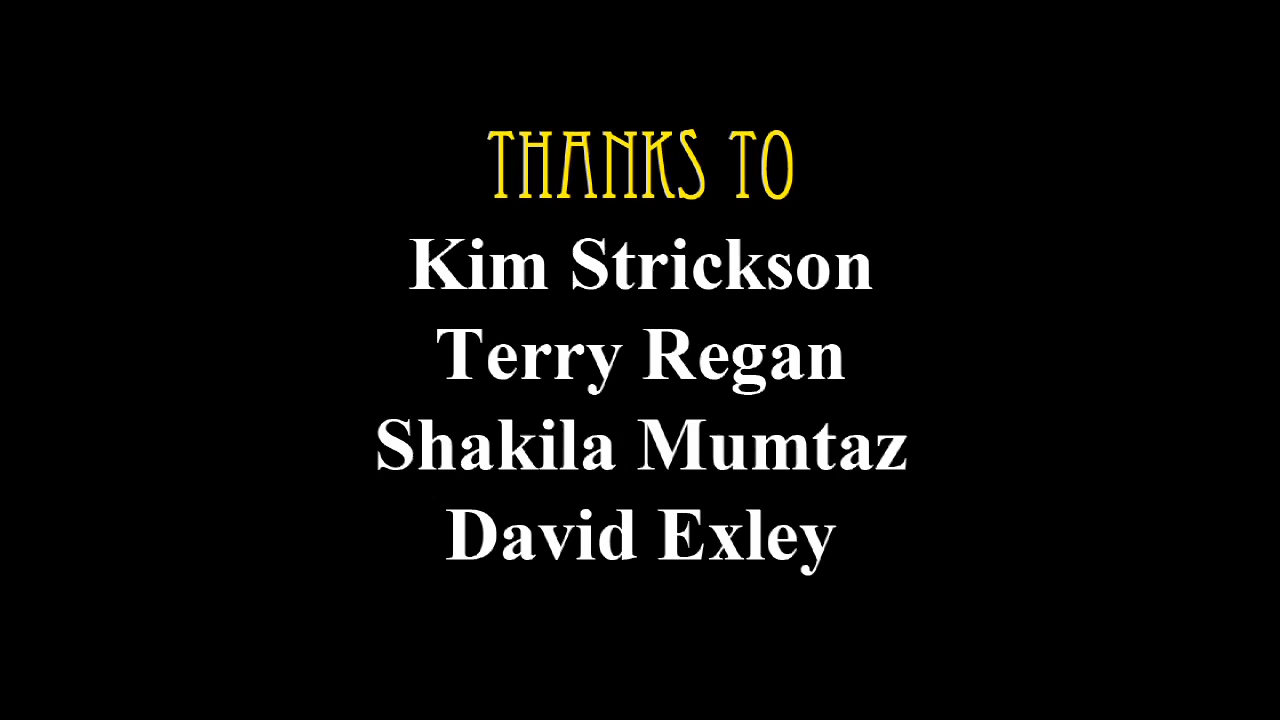 THANKS TO
Kim Strickson
Terry Regan
Shakila Mumtaz
David Exley